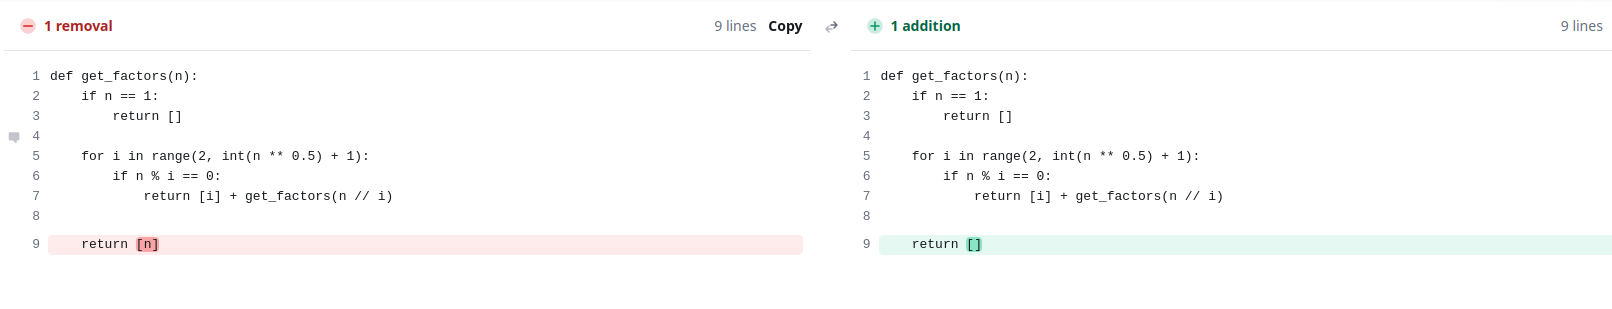 1 removal 9 lines Copy
1 def get_factors(n):
2     if n == 1:
3         return []
4
5     for i in range(2, int(n ** 0.5) + 1):
6         if n % i == 0:
7             return [i] + get_factors(n // i)
8
9     return [n]
1 addition 9 lines
1 def get_factors(n):
2     if n == 1:
3         return []
4
5     for i in range(2, int(n ** 0.5) + 1):
6         if n % i == 0:
7             return [i] + get_factors(n // i)
8
9     return []